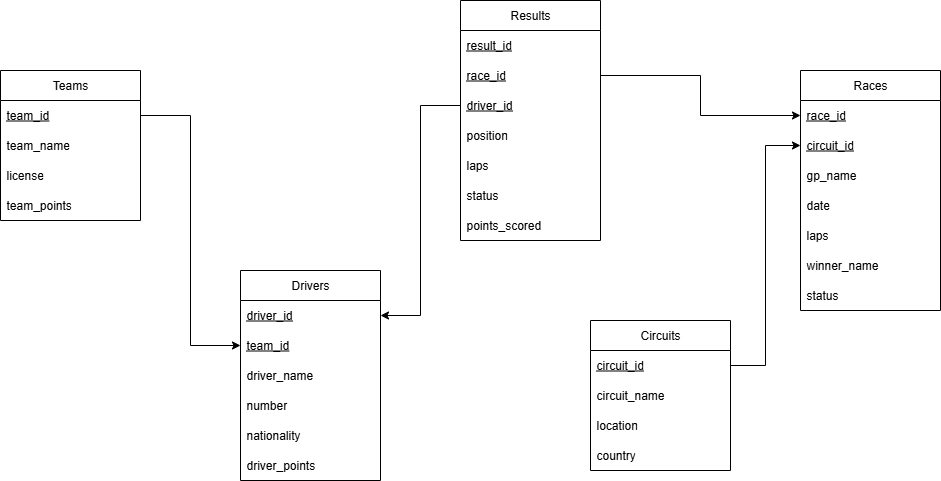 Results
result_id
race_id
driver_id
position
laps
status
points_scored
Teams
team_id
team_name
license
team_points
Races
race_id
circuit_id
gp_name
date
laps
winner_name
status
Drivers
driver_id
team_id
driver_name
number
nationality
driver_points
Circuits
circuit_id
circuit_name
location
country